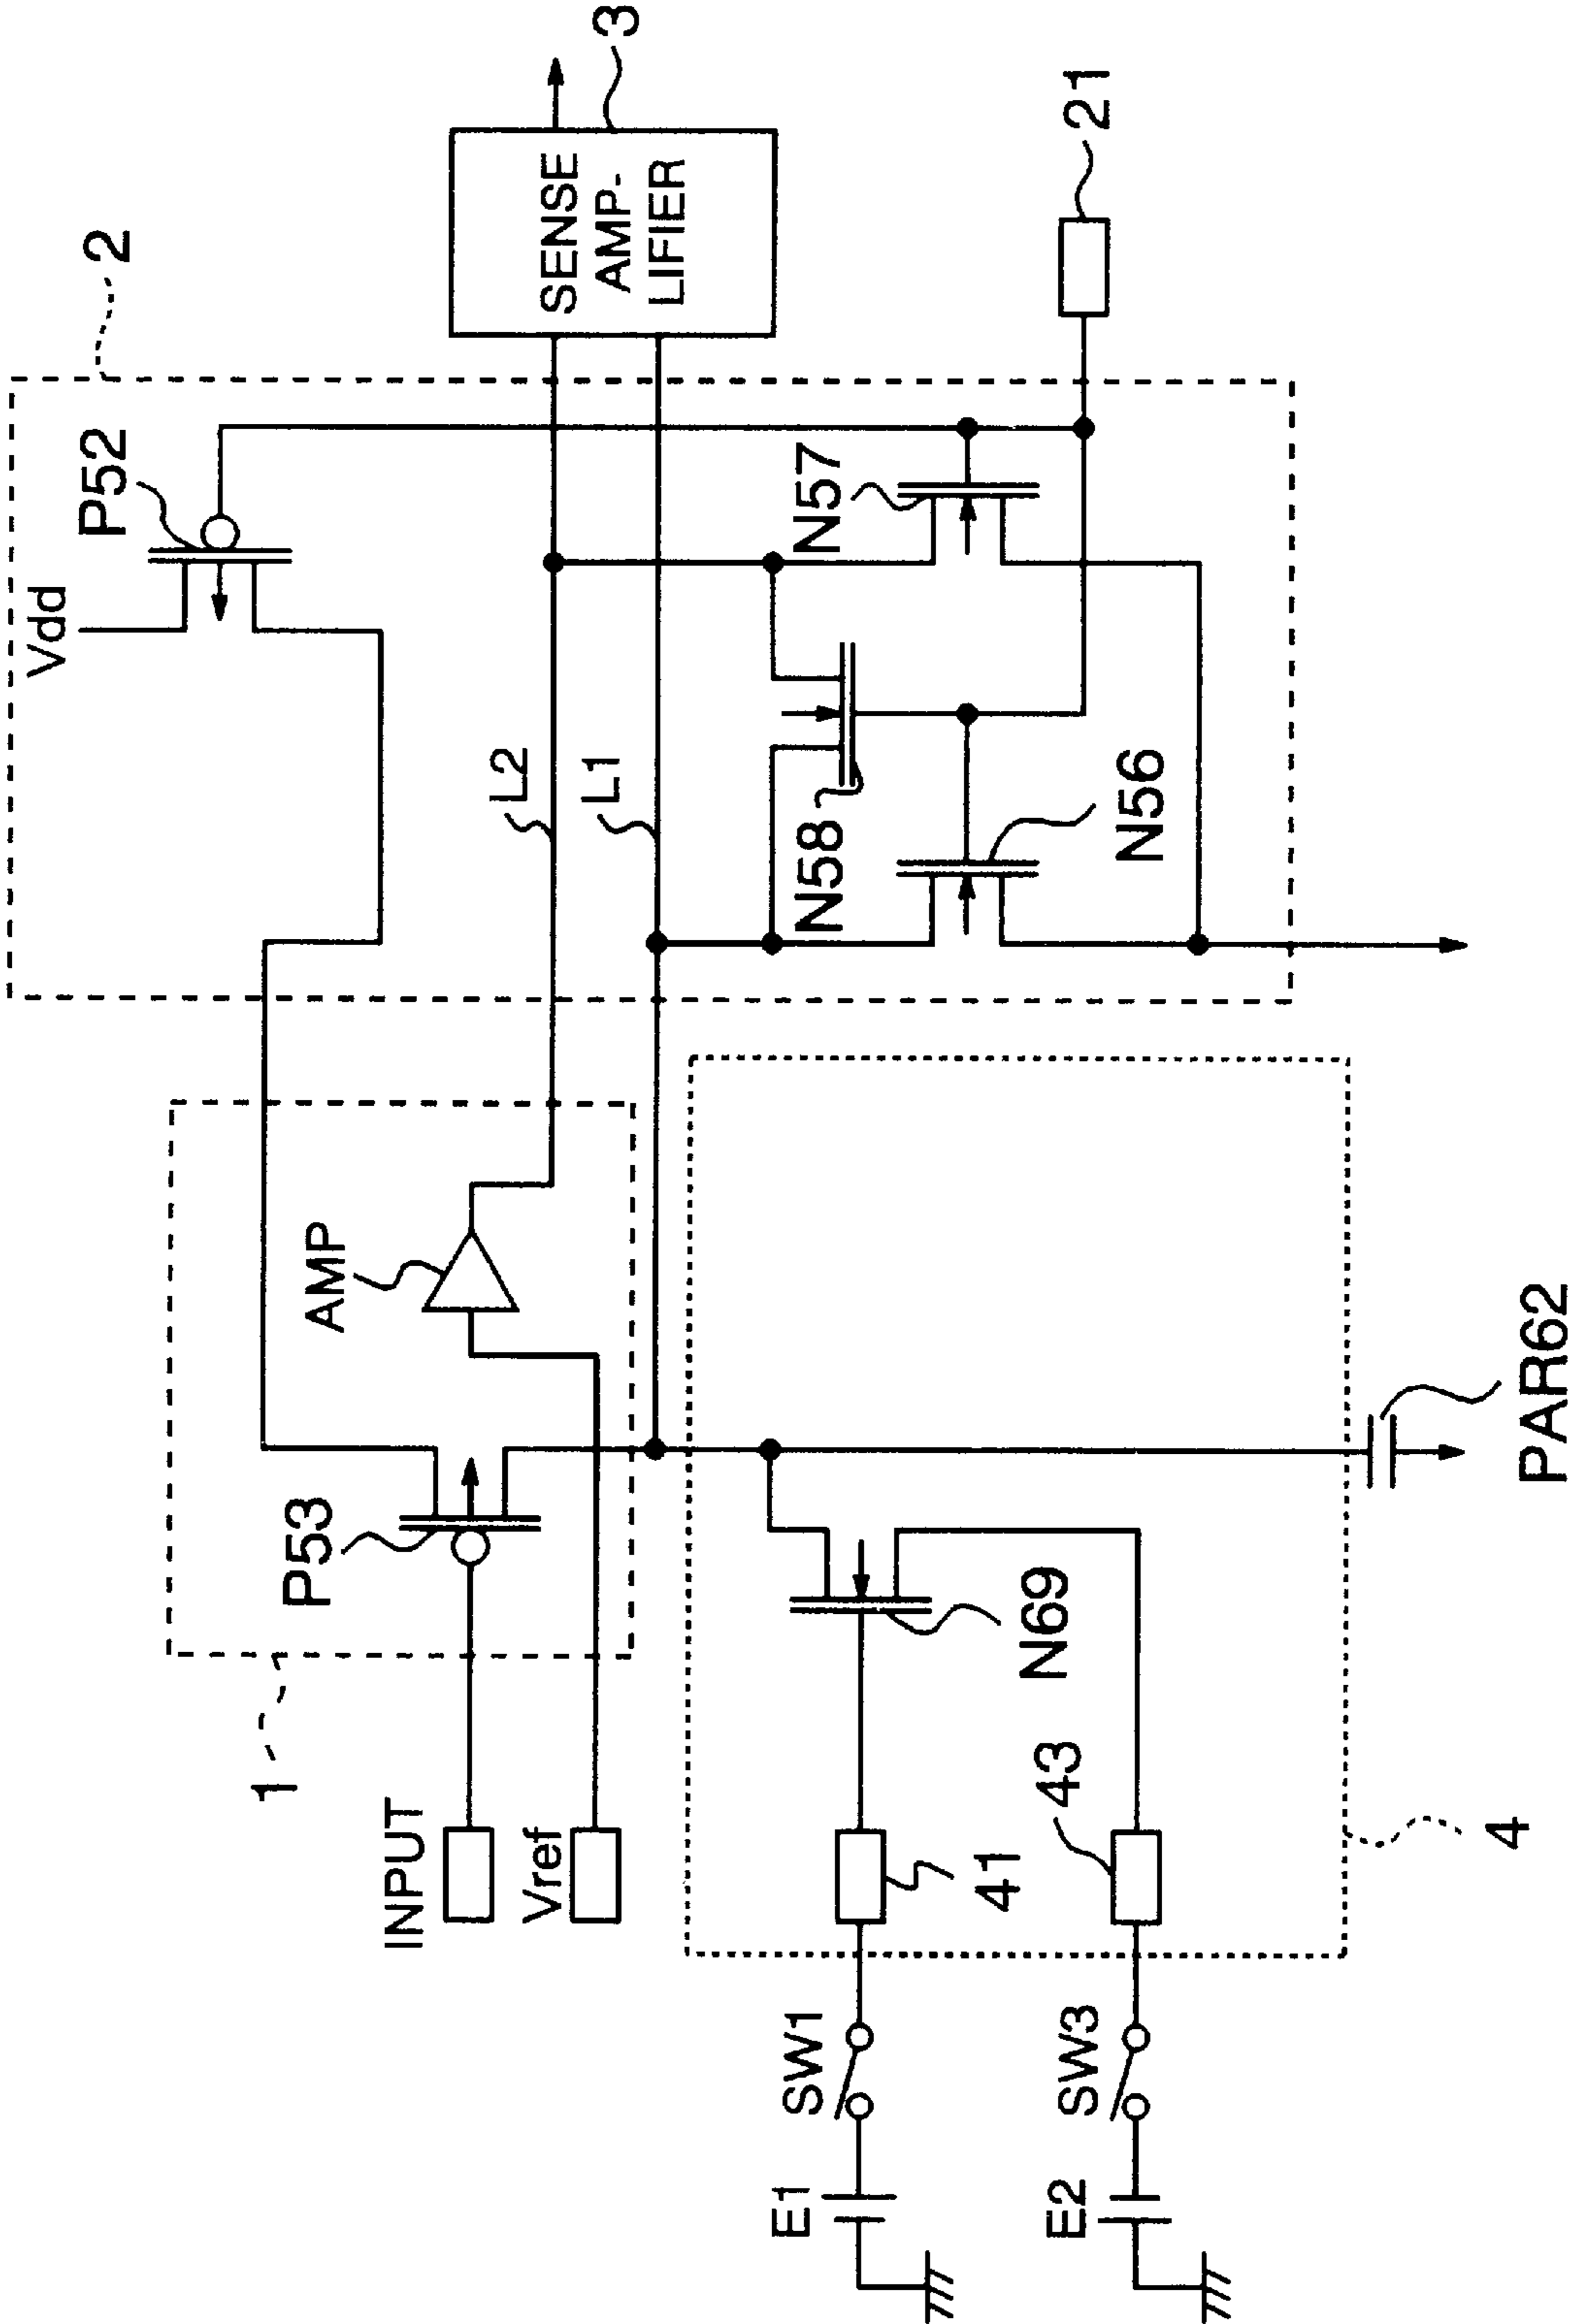 Vdd
P52
2
SENSE
AMP-
LIFIER
3
21
L2
L1
N57
N58
N56
AMP
P53
1
INPUT
Vref
N69
41
43
4
PAR62
SW1
SW3
E1
E2